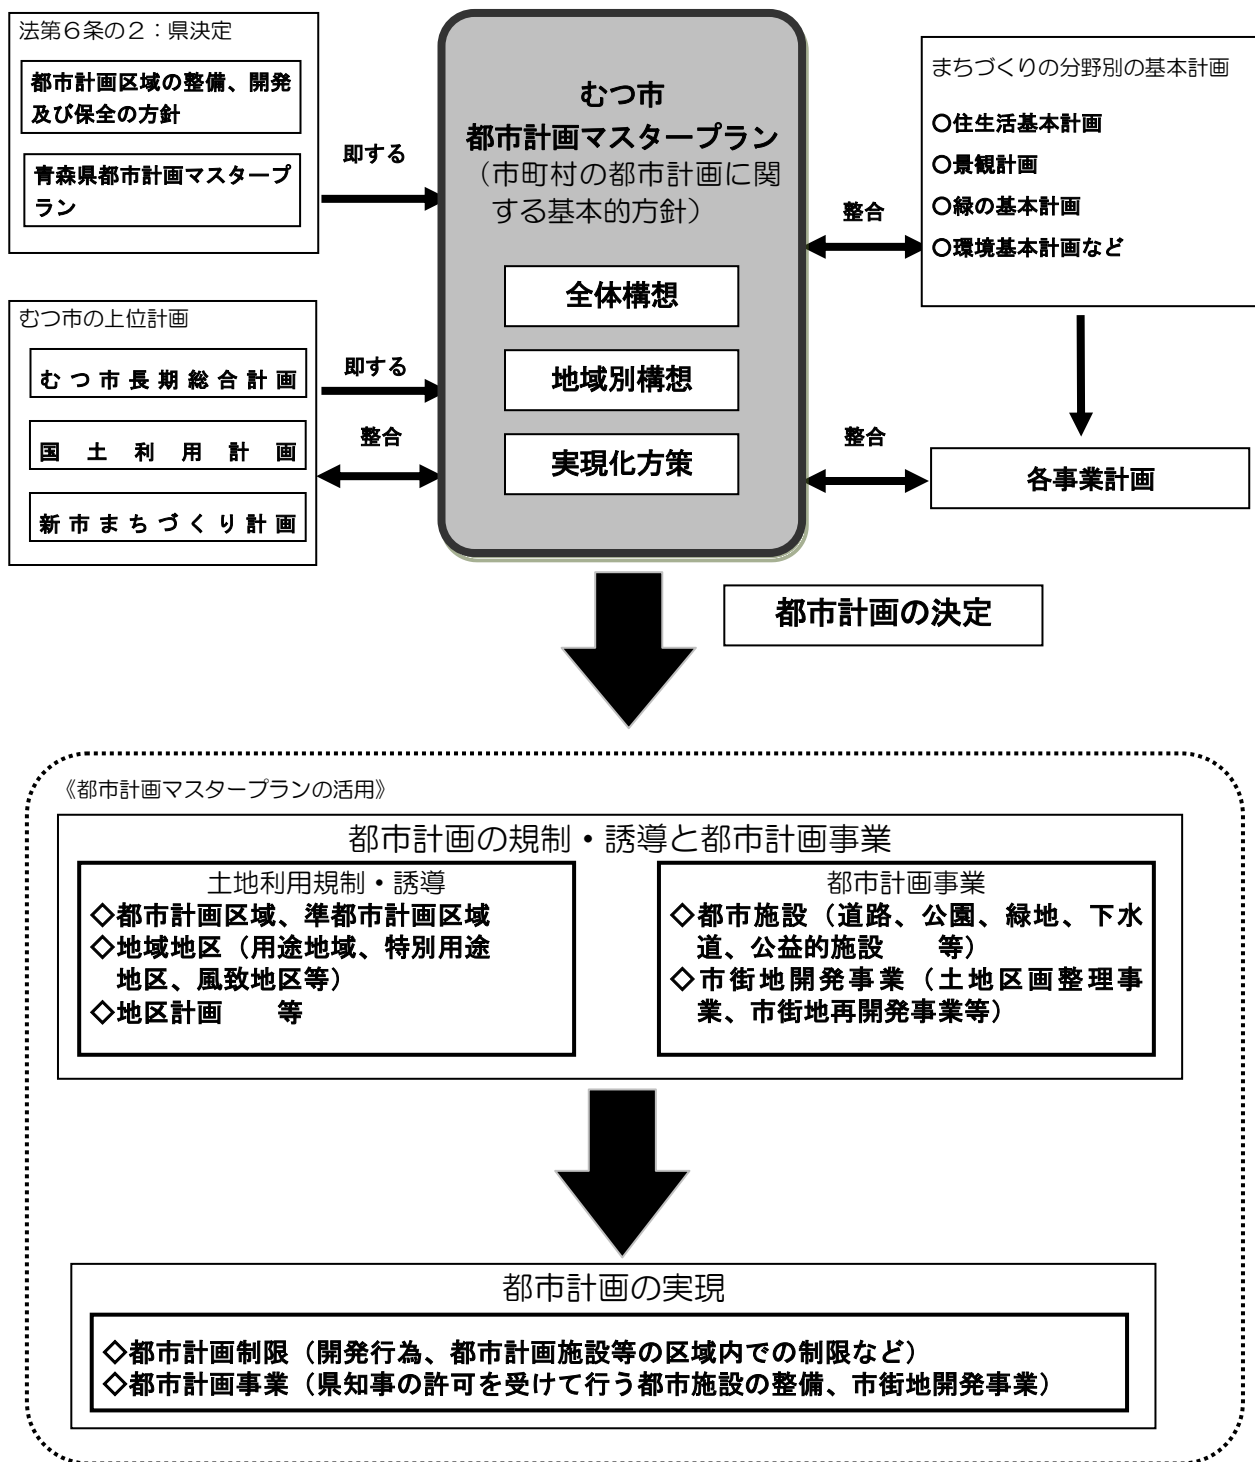 法第６条の２：県決定
都市計画区域の整備、開発
及び保全の方針
青森県都市計画マスタープ
ラン
即する
むつ市の上位計画
むつ市長期総合計画
国土利用計画
新市まちづくり計画
即する
整合
むつ市
都市計画マスタープラン
（市町村の都市計画に関
する基本的方針）
全体構想
地域別構想
実現化方策
整合
整合
まちづくりの分野別の基本計画
○住生活基本計画
○景観計画
○緑の基本計画
○環境基本計画など
各事業計画
都市計画の決定
《都市計画マスタープランの活用》
都市計画の規制・誘導と都市計画事業
土地利用規制・誘導
◇都市計画区域、準都市計画区域
◇地域地区（用途地域、特別用途
地区、風致地区等）
◇地区計画　　等
都市計画事業
◇都市施設（道路、公園、緑地、下水
道、公益的施設　　等）
◇市街地開発事業（土地区画整理事
業、市街地再開発事業等）
都市計画の実現
◇都市計画制限（開発行為、都市計画施設等の区域内での制限など）
◇都市計画事業（県知事の許可を受けて行う都市施設の整備、市街地開発事業）